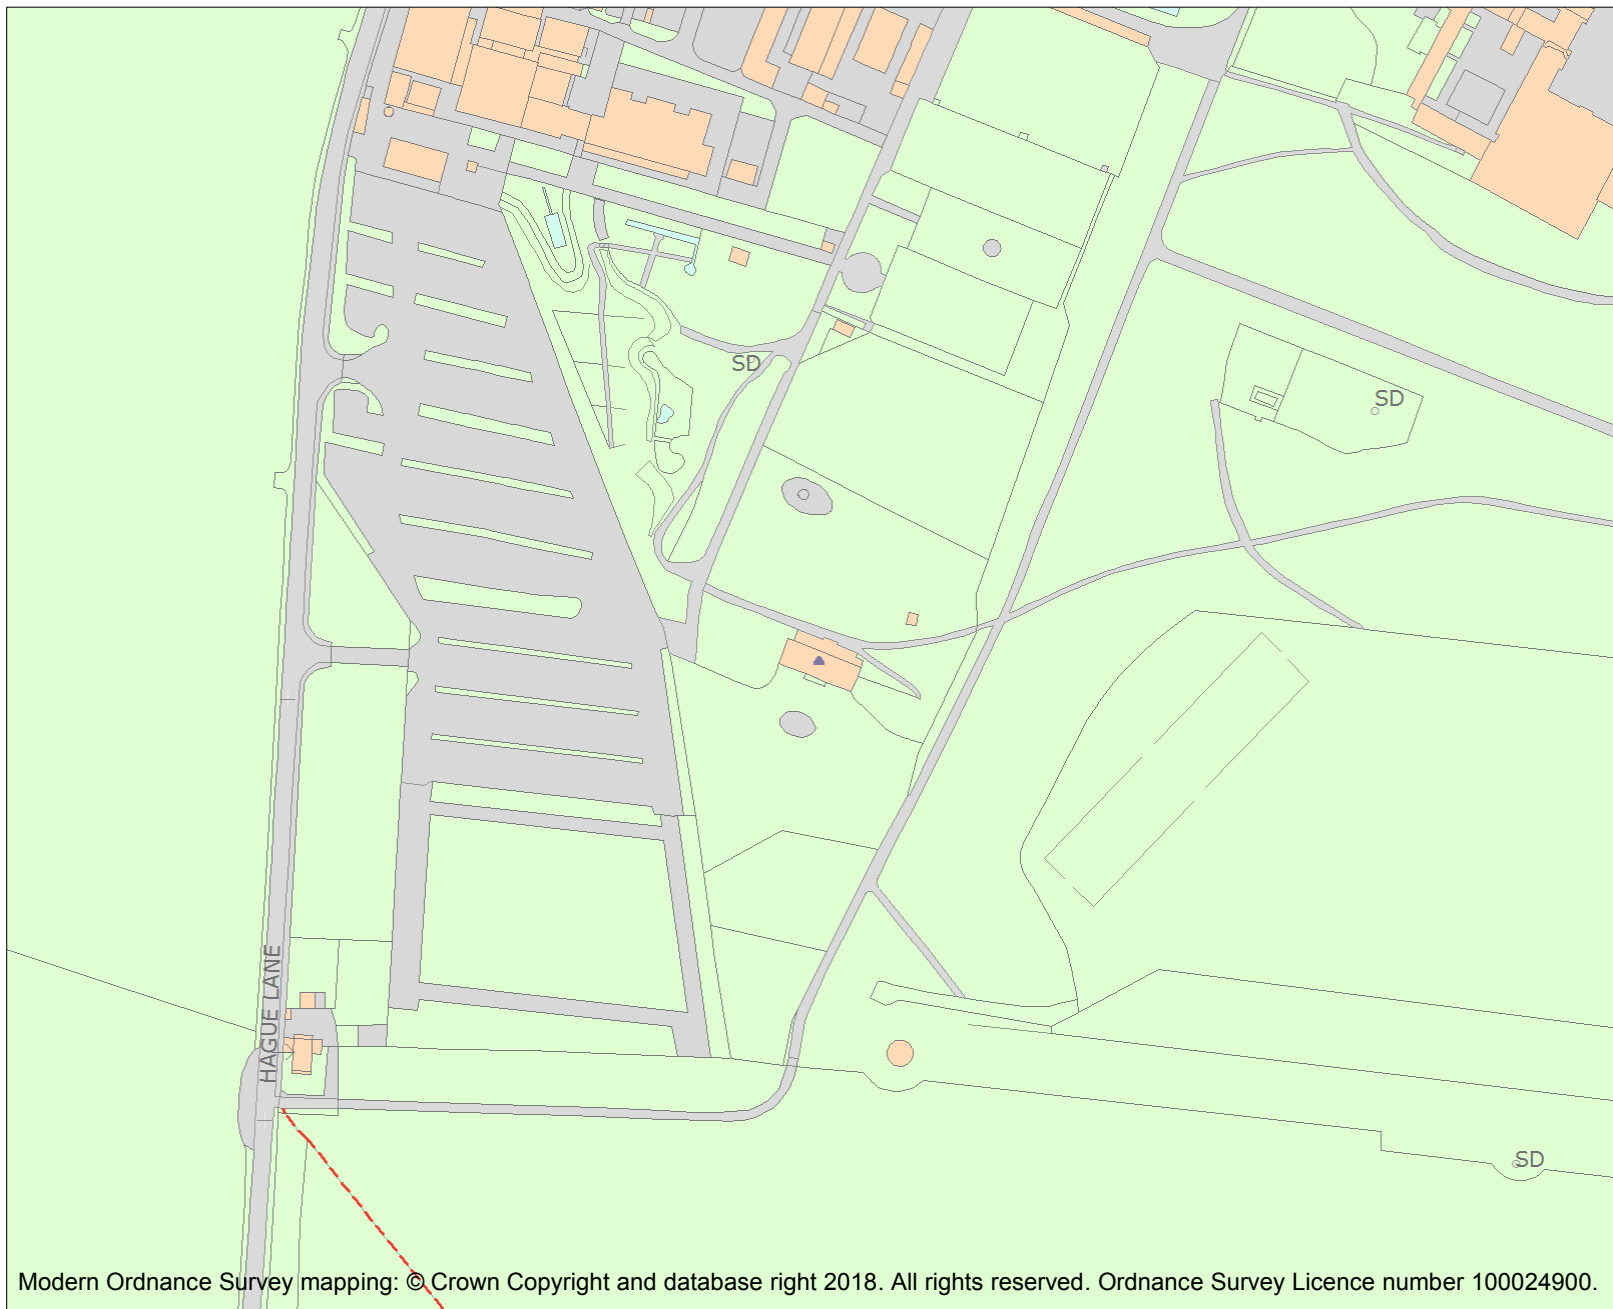 SD
SD
HAGUE LANE
SD
Modern Ordnance Survey mapping: © Crown Copyright and database right 2018. All rights reserved. Ordnance Survey Licence number 100024900.